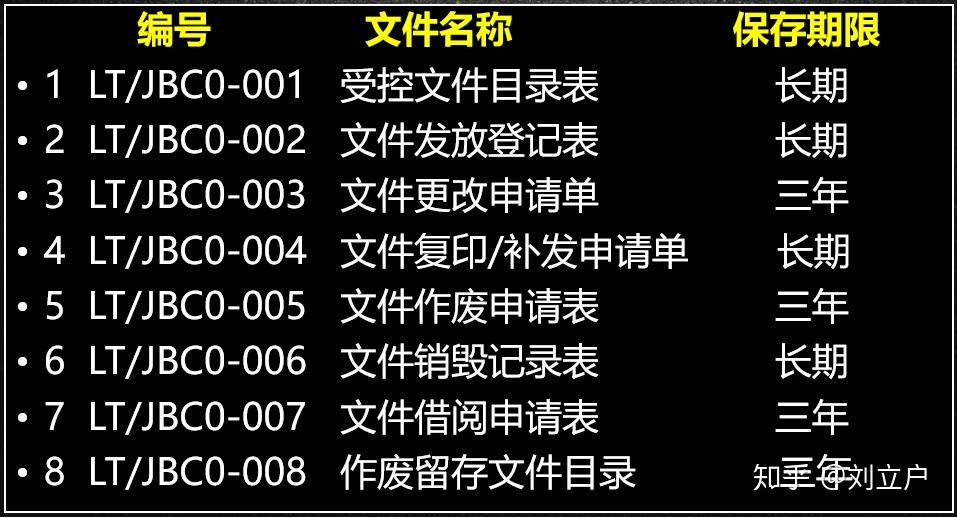 编号 文件名称 保存期限
• 1 LT/JBC0-001 受控文件目录表 长期
• 2 LT/JBC0-002 文件发放登记表 长期
• 3 LT/JBC0-003 文件更改申请单 三年
• 4 LT/JBC0-004 文件复印/补发申请单 长期
• 5 LT/JBC0-005 文件作废申请表 三年
• 6 LT/JBC0-006 文件销毁记录表 长期
• 7 LT/JBC0-007 文件借阅申请表 三年
• 8 LT/JBC0-008 作废留存文件目录 三年
知乎 @刘立户